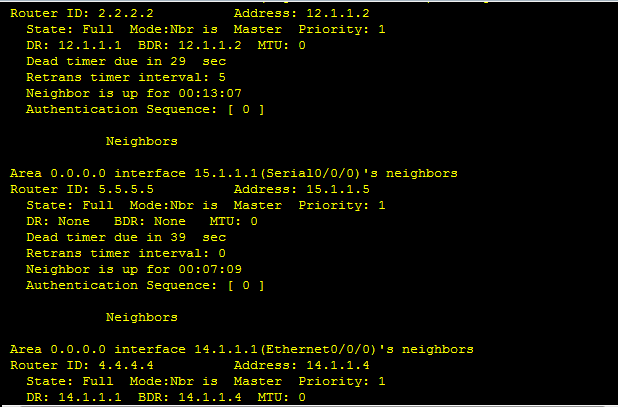 Router ID: 2.2.2.2          Address: 12.1.1.2
  State: Full  Mode:Nbr is  Master  Priority: 1
  DR: 12.1.1.1  BDR: 12.1.1.2  MTU: 0
  Dead timer due in 29  sec
  Retrans timer interval: 5
  Neighbor is up for 00:13:07
  Authentication Sequence: [ 0 ]
            Neighbors
Area 0.0.0.0 interface 15.1.1.1(Serial0/0/0)'s neighbors
Router ID: 5.5.5.5          Address: 15.1.1.5
  State: Full  Mode:Nbr is  Master  Priority: 1
  DR: None   BDR: None   MTU: 0
  Dead timer due in 39  sec
  Retrans timer interval: 0
  Neighbor is up for 00:07:09
  Authentication Sequence: [ 0 ]
            Neighbors
Area 0.0.0.0 interface 14.1.1.1(Ethernet0/0/0)'s neighbors
Router ID: 4.4.4.4          Address: 14.1.1.4
  State: Full  Mode:Nbr is  Master  Priority: 1
  DR: 14.1.1.1  BDR: 14.1.1.4  MTU: 0